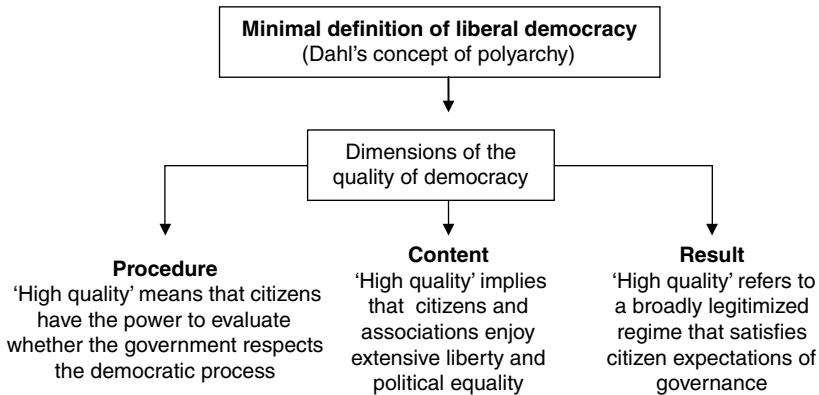 Minimal definition of liberal democracy
(Dahl's concept of polyarchy)
Dimensions of the
quality of democracy
Procedure
‘High quality’ means that citizens
have the power to evaluate
whether the government respects
the democratic process
Content
‘High quality’ implies
that citizens and
associations enjoy
extensive liberty and
political equality
Result
‘High quality’ refers to
a broadly legitimized
regime that satisfies
citizen expectations of
governance